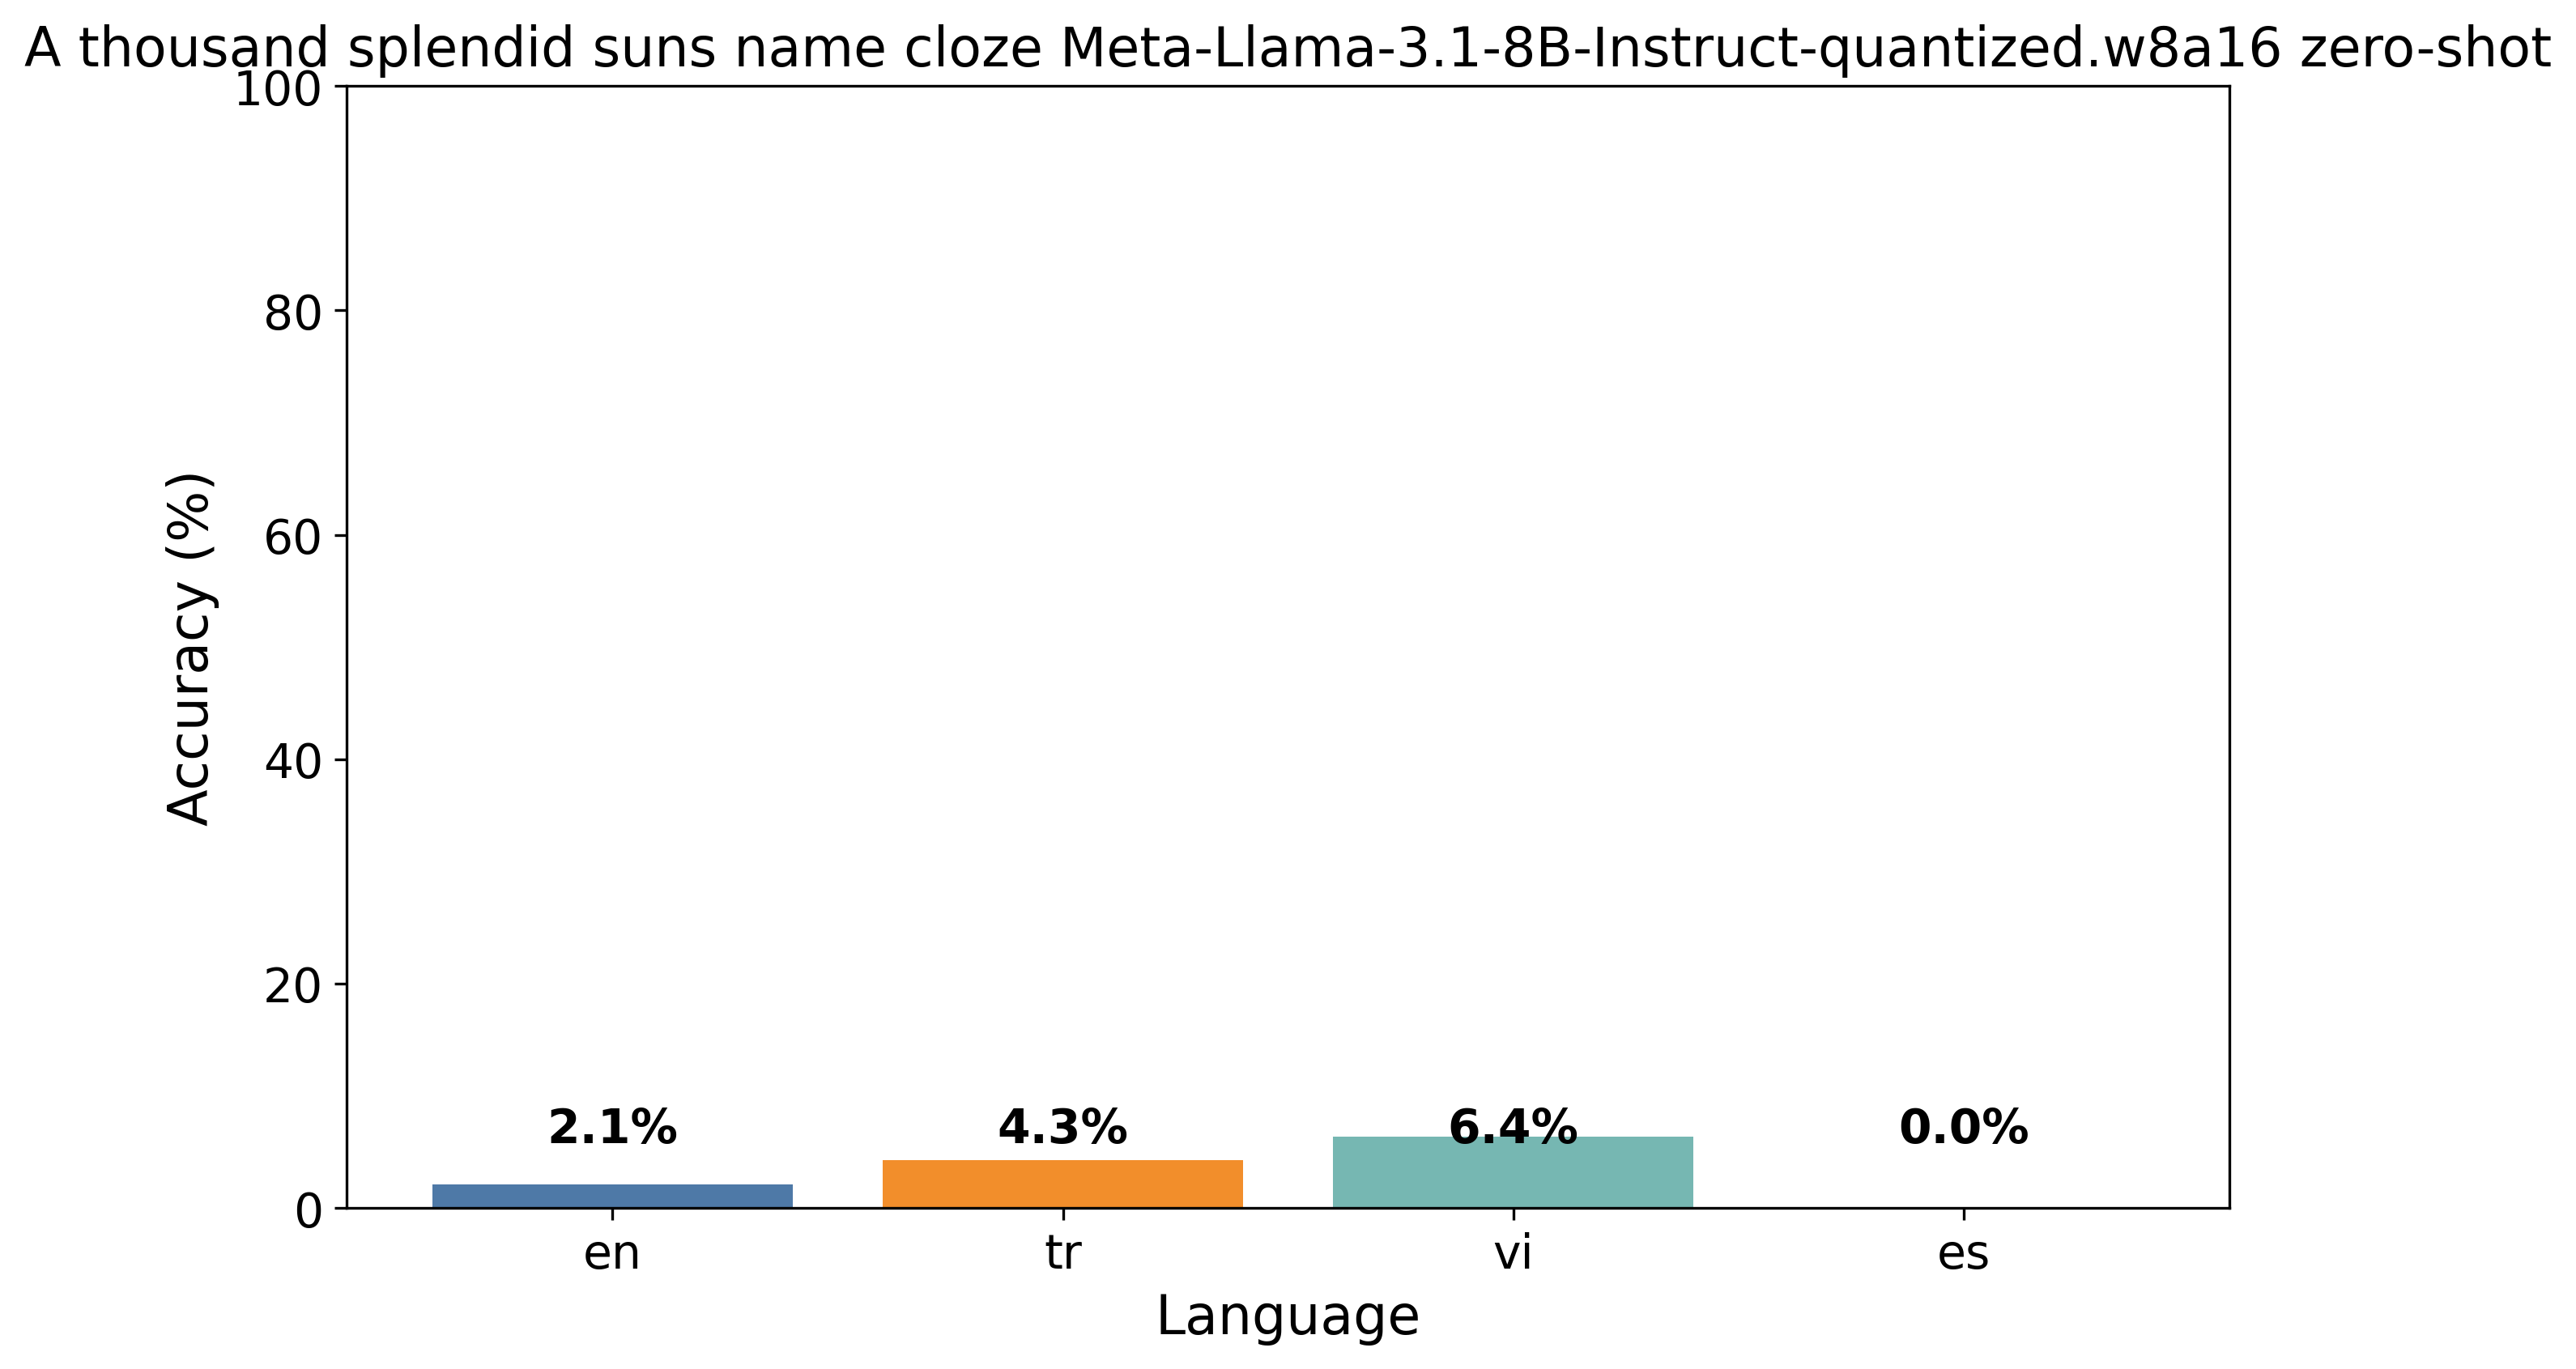 A thousand splendid suns name cloze Meta-Llama-3.1-8B-Instruct-quantized.w8a16 zero-shot
100
80
60
40
20
0
Accuracy (%)
2.1%
4.3%
6.4%
0.0%
en
tr
vi
es
Language